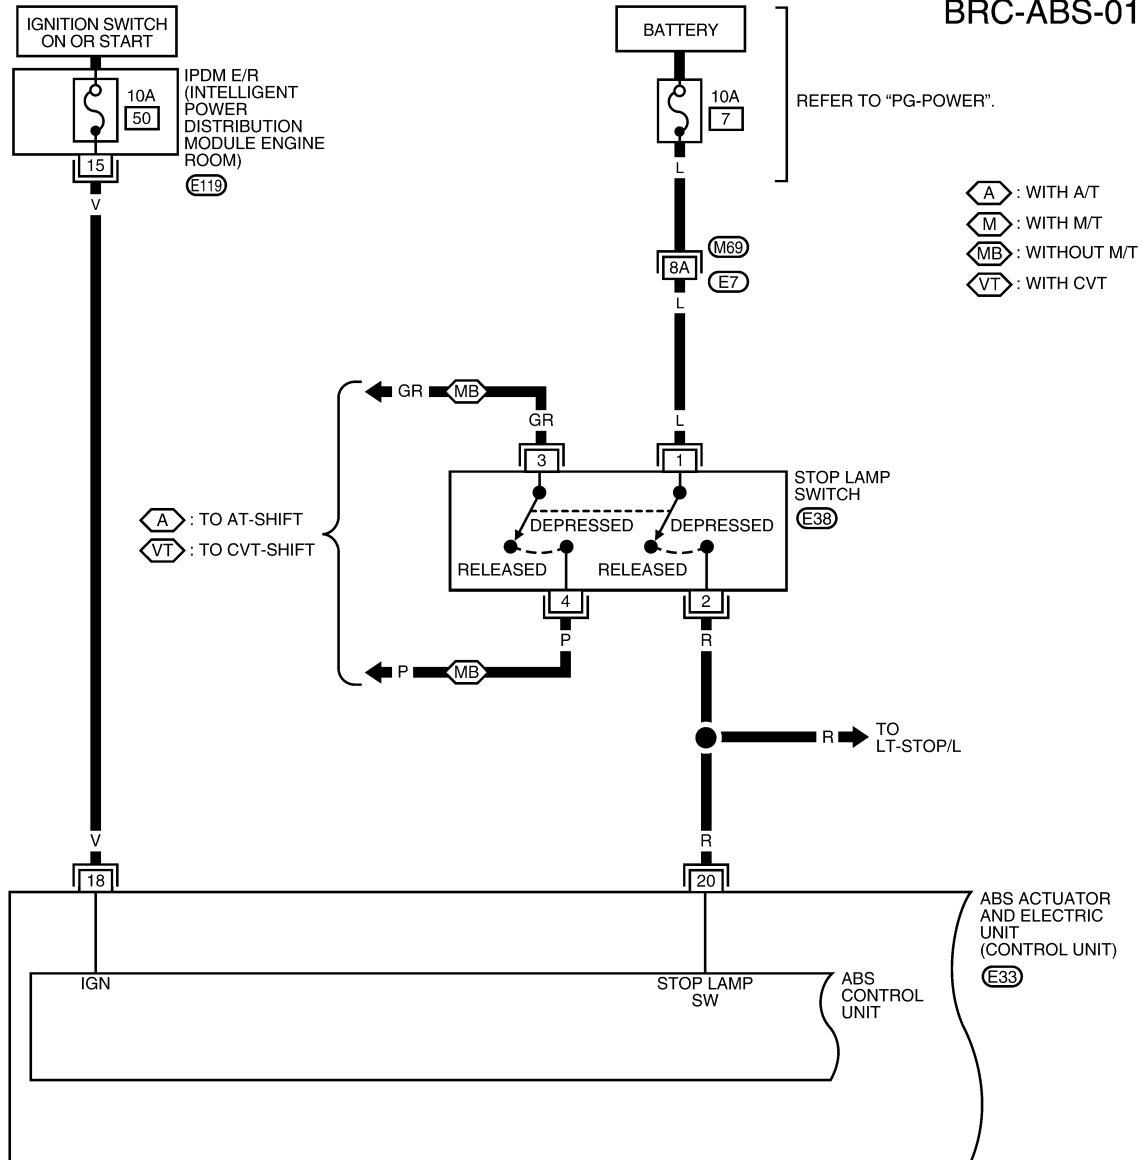 BRC-ABS-01
IGNITION SWITCH
ON OR START
BATTERY
IPDM E/R
(INTELLIGENT
POWER
DISTRIBUTION
MODULE ENGINE
ROOM)
E119
10A
50
15
V
10A
7
REFER TO “PG-POWER”.
L
M69
8A
E7
L
A : WITH A/T
M : WITH M/T
MB : WITHOUT M/T
VT : WITH CVT
GR
MB
GR
L
3
1
STOP LAMP
SWITCH
E38
A : TO AT-SHIFT
VT : TO CVT-SHIFT
DEPRESSED
DEPRESSED
RELEASED
RELEASED
4
2
P
R
P
MB
R
TO
LT-STOP/L
V
R
18
20
ABS ACTUATOR
AND ELECTRIC
UNIT
(CONTROL UNIT)
E33
IGN
STOP LAMP
SW
ABS
CONTROL
UNIT